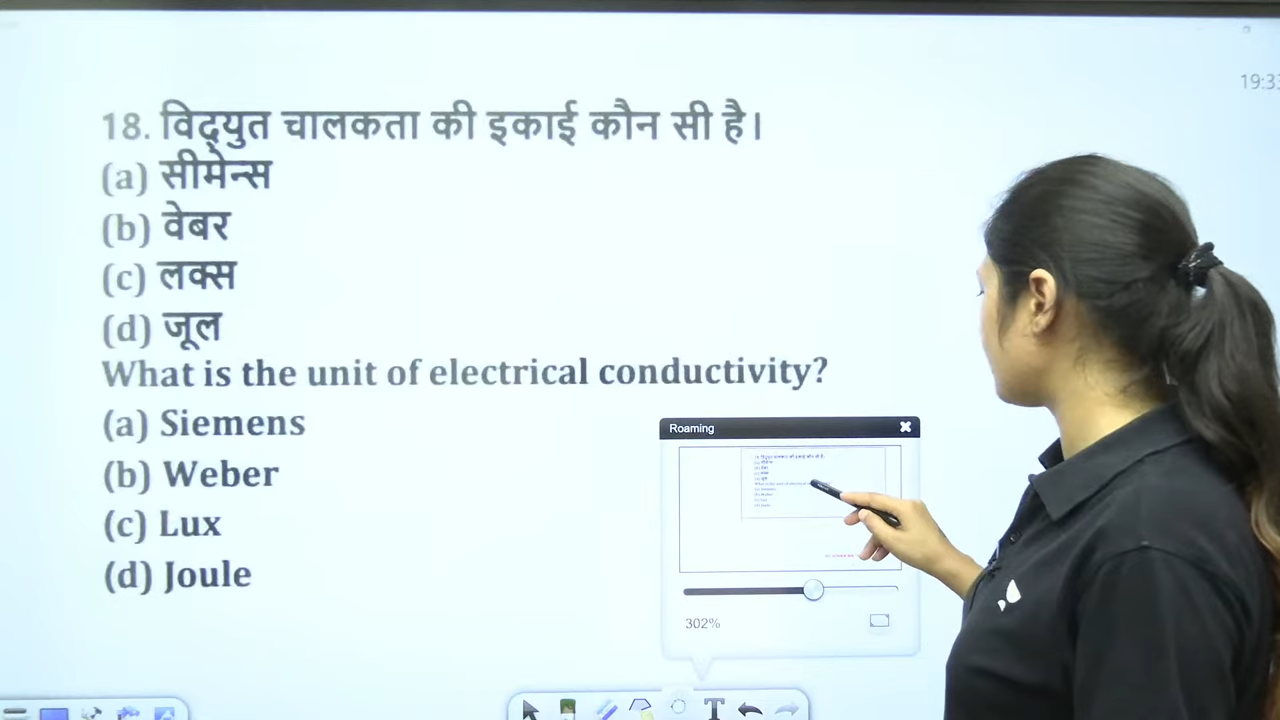 19:33
18. विद्युत चालकता की इकाई कौन सी है।
(a) सीमेन्स
(b) वेबर
(c) लक्स
(d) जूल
What is the unit of electrical conductivity?
(a) Siemens
(b) Weber
(c) Lux
(d) Joule
Roaming
302%